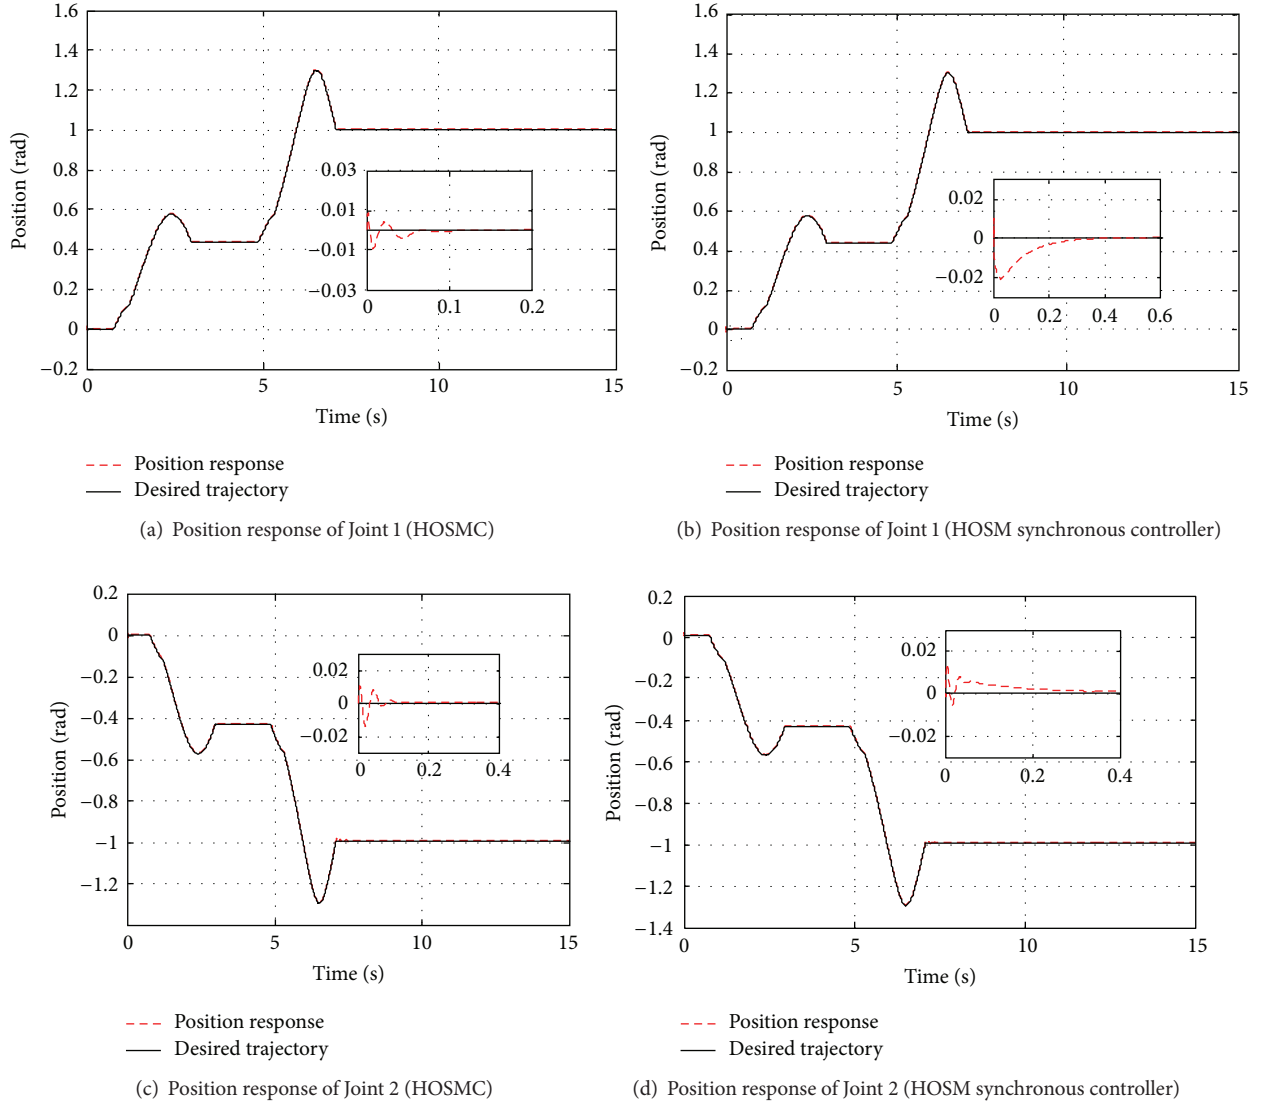 1.6
1.4
1.2
1
0.8
0.6
0.4
0.2
0
−0.2
Position (rad)
0.03
0.01
−0.01
−0.03
0 0.1 0.2
0 5 10 15
Time (s)
Position response
Desired trajectory
(a) Position response of Joint 1 (HOSMC)
1.6
1.4
1.2
1
0.8
0.6
0.4
0.2
0
−0.2
Position (rad)
0.02
0
−0.02
0 0.2 0.4 0.6
0 5 10 15
Time (s)
Position response
Desired trajectory
(b) Position response of Joint 1 (HOSM synchronous controller)
0.2
0
−0.2
−0.4
−0.6
−0.8
−1
−1.2
Position (rad)
0.02
0
−0.02
0 0.2 0.4
0 5 10 15
Time (s)
Position response
Desired trajectory
(c) Position response of Joint 2 (HOSMC)
0.2
0
−0.2
−0.4
−0.6
−0.8
−1
−1.2
−1.4
Position (rad)
0.02
0
−0.02
0 0.2 0.4
0 5 10 15
Time (s)
Position response
Desired trajectory
(d) Position response of Joint 2 (HOSM synchronous controller)